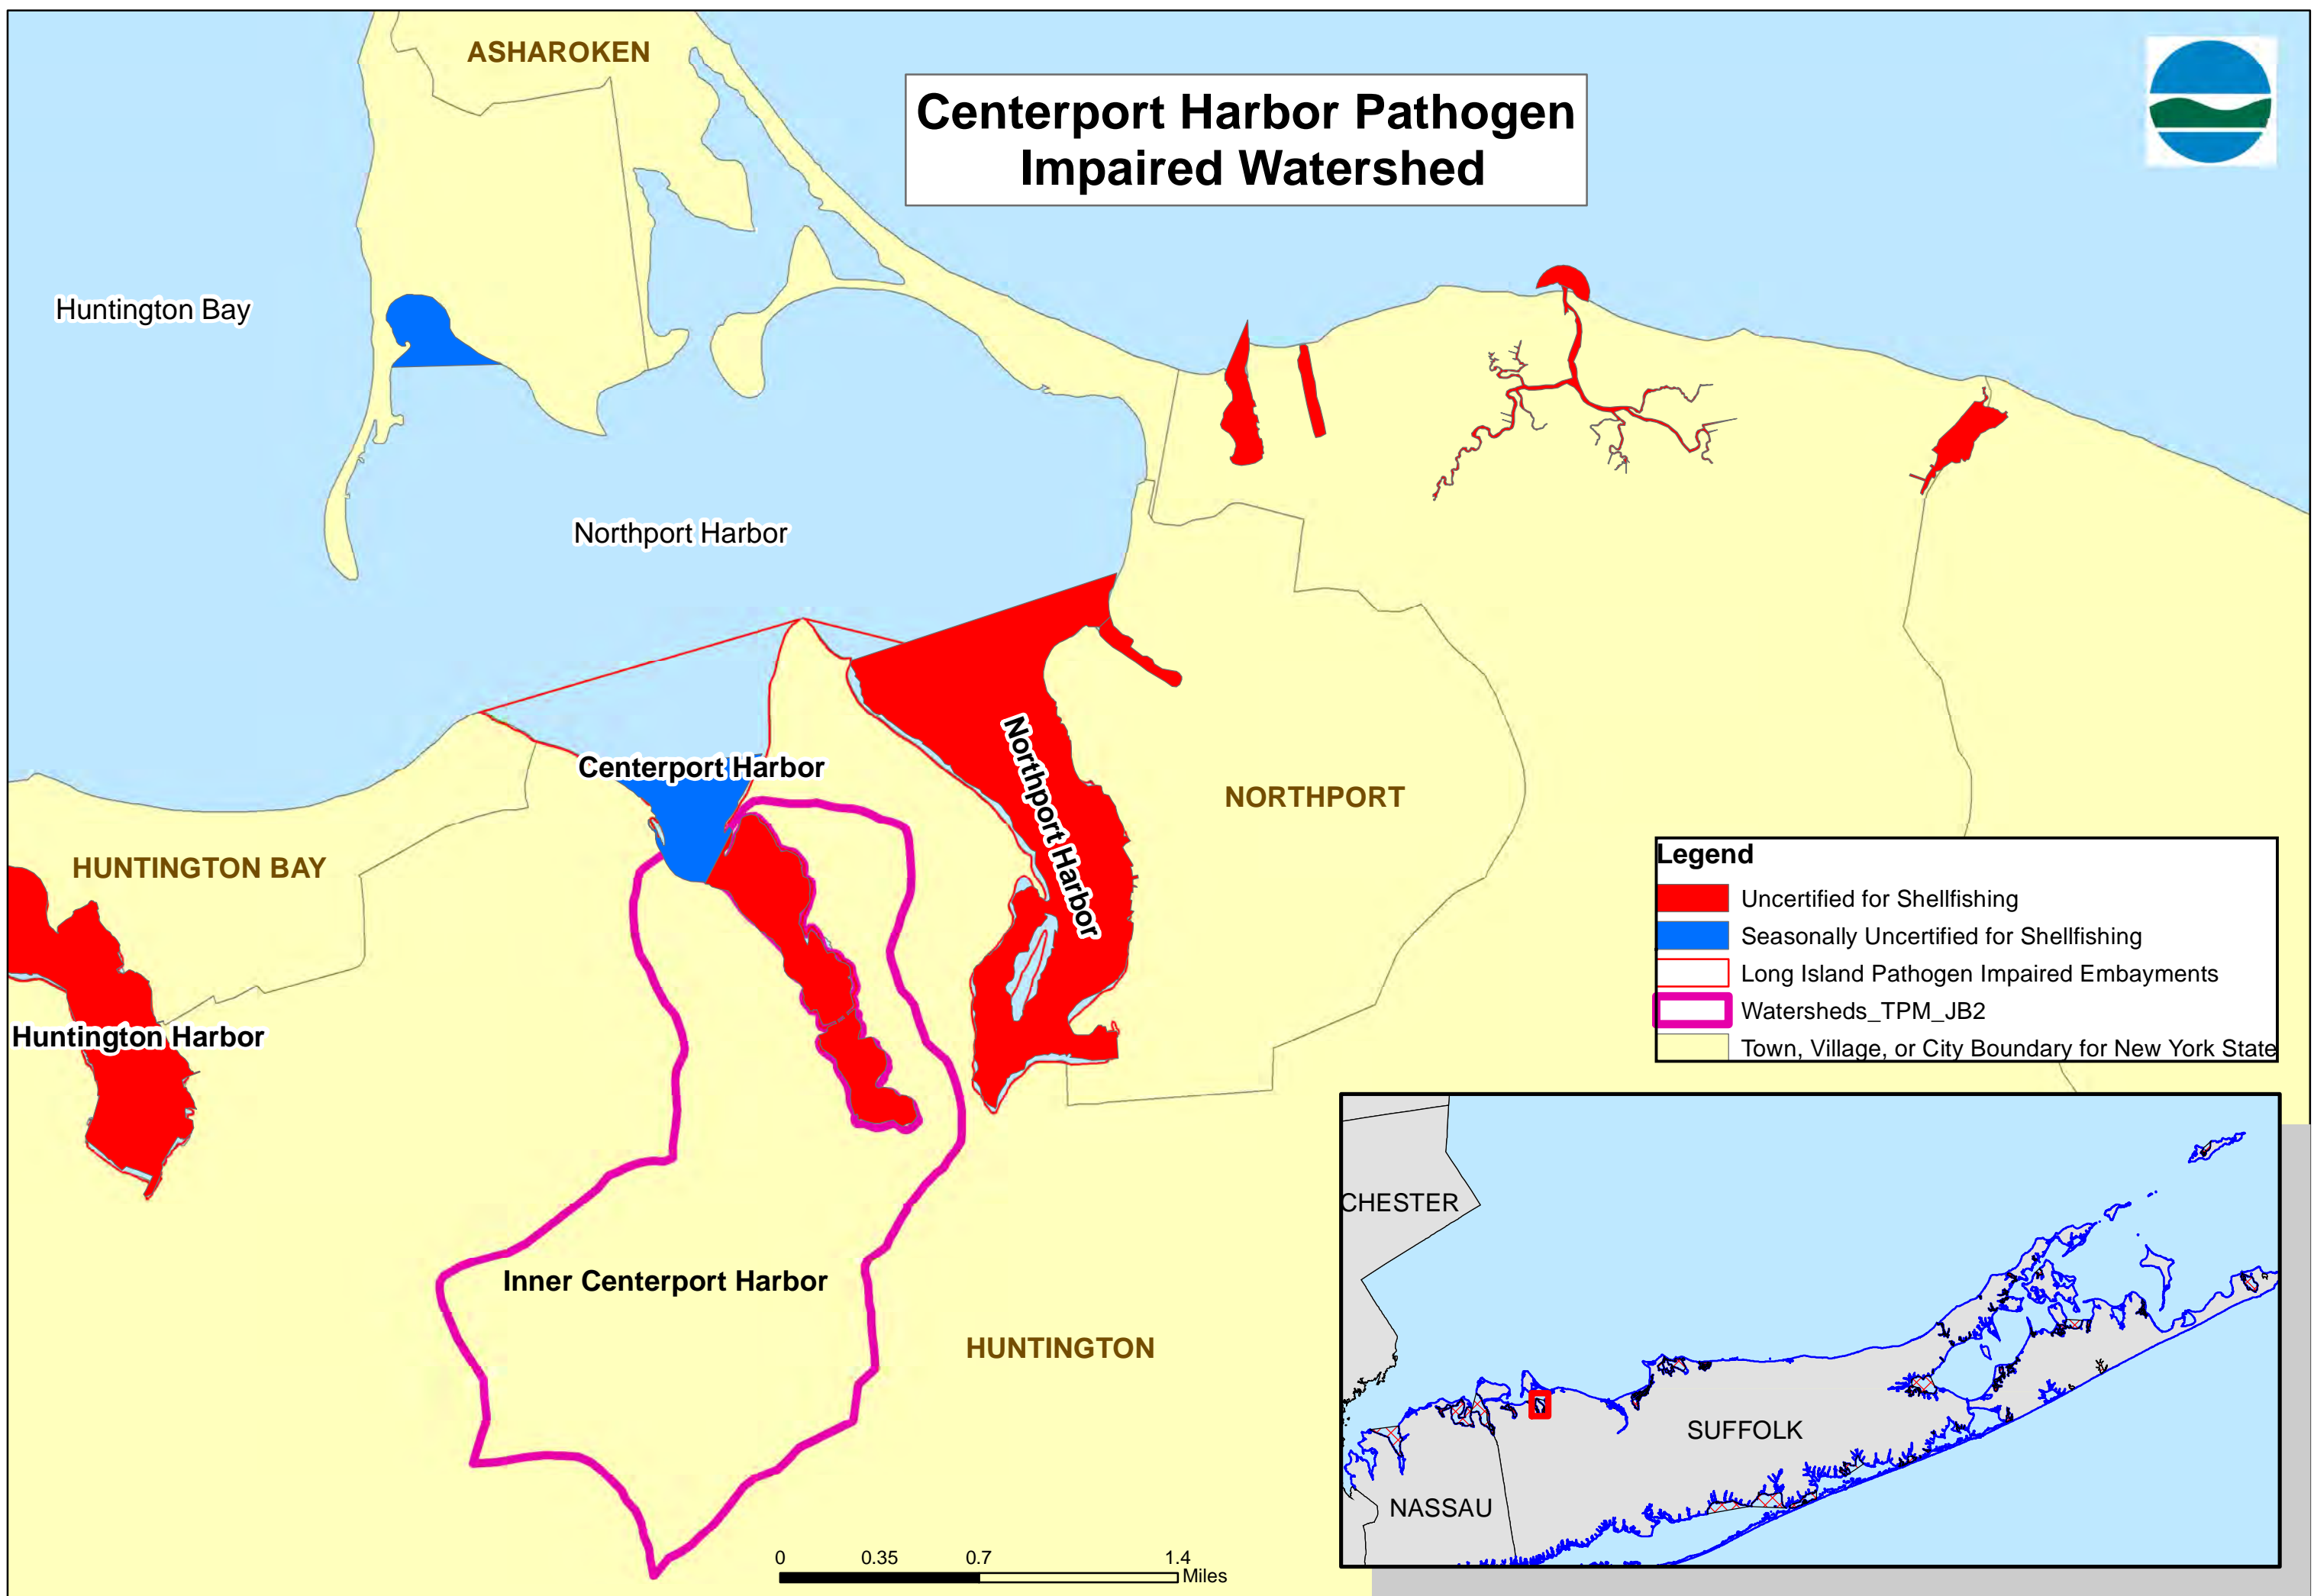 ASHAROKEN
Centerport Harbor Pathogen
Impaired Watershed
Huntington Bay
Northport Harbor
Centerport Harbor
Northport Harbor
NORTHPORT
HUNTINGTON BAY
Huntington Harbor
Inner Centerport Harbor
HUNTINGTON
Legend
Uncertified for Shellfishing
Seasonally Uncertified for Shellfishing
Long Island Pathogen Impaired Embayments
Watersheds_TPM_JB2
Town, Village, or City Boundary for New York State
CHESTER
SUFFOLK
NASSAU
0 0.35 0.7 1.4
Miles